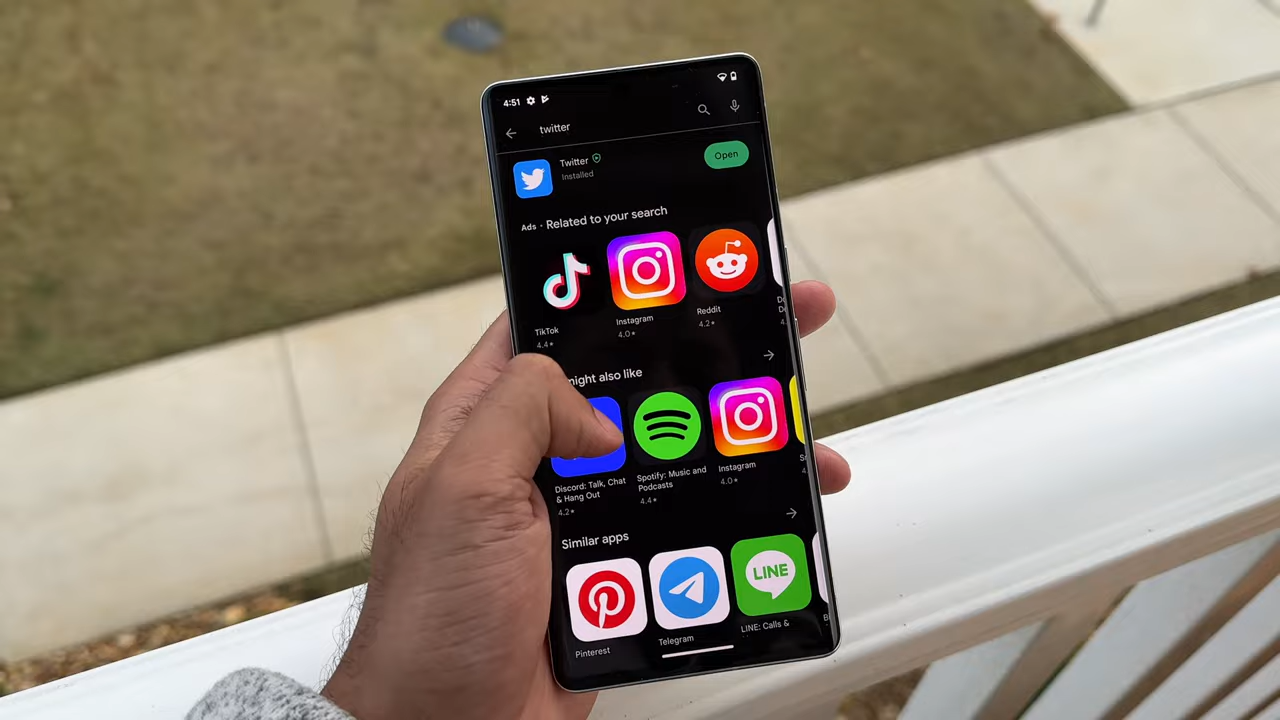 4:51
twitter
Twitter
Installed
Open
Ads • Related to your search
TikTok
4.4★
Instagram
4.0★
Reddit
4.2★
4.
might also like
Discord: Talk, Chat
& Hang Out
4.2★
Spotify: Music and
Podcasts
4.4★
Instagram
4.0★
4.
Similar apps
Pinterest
Telegram
LINE
LINE: Calls &